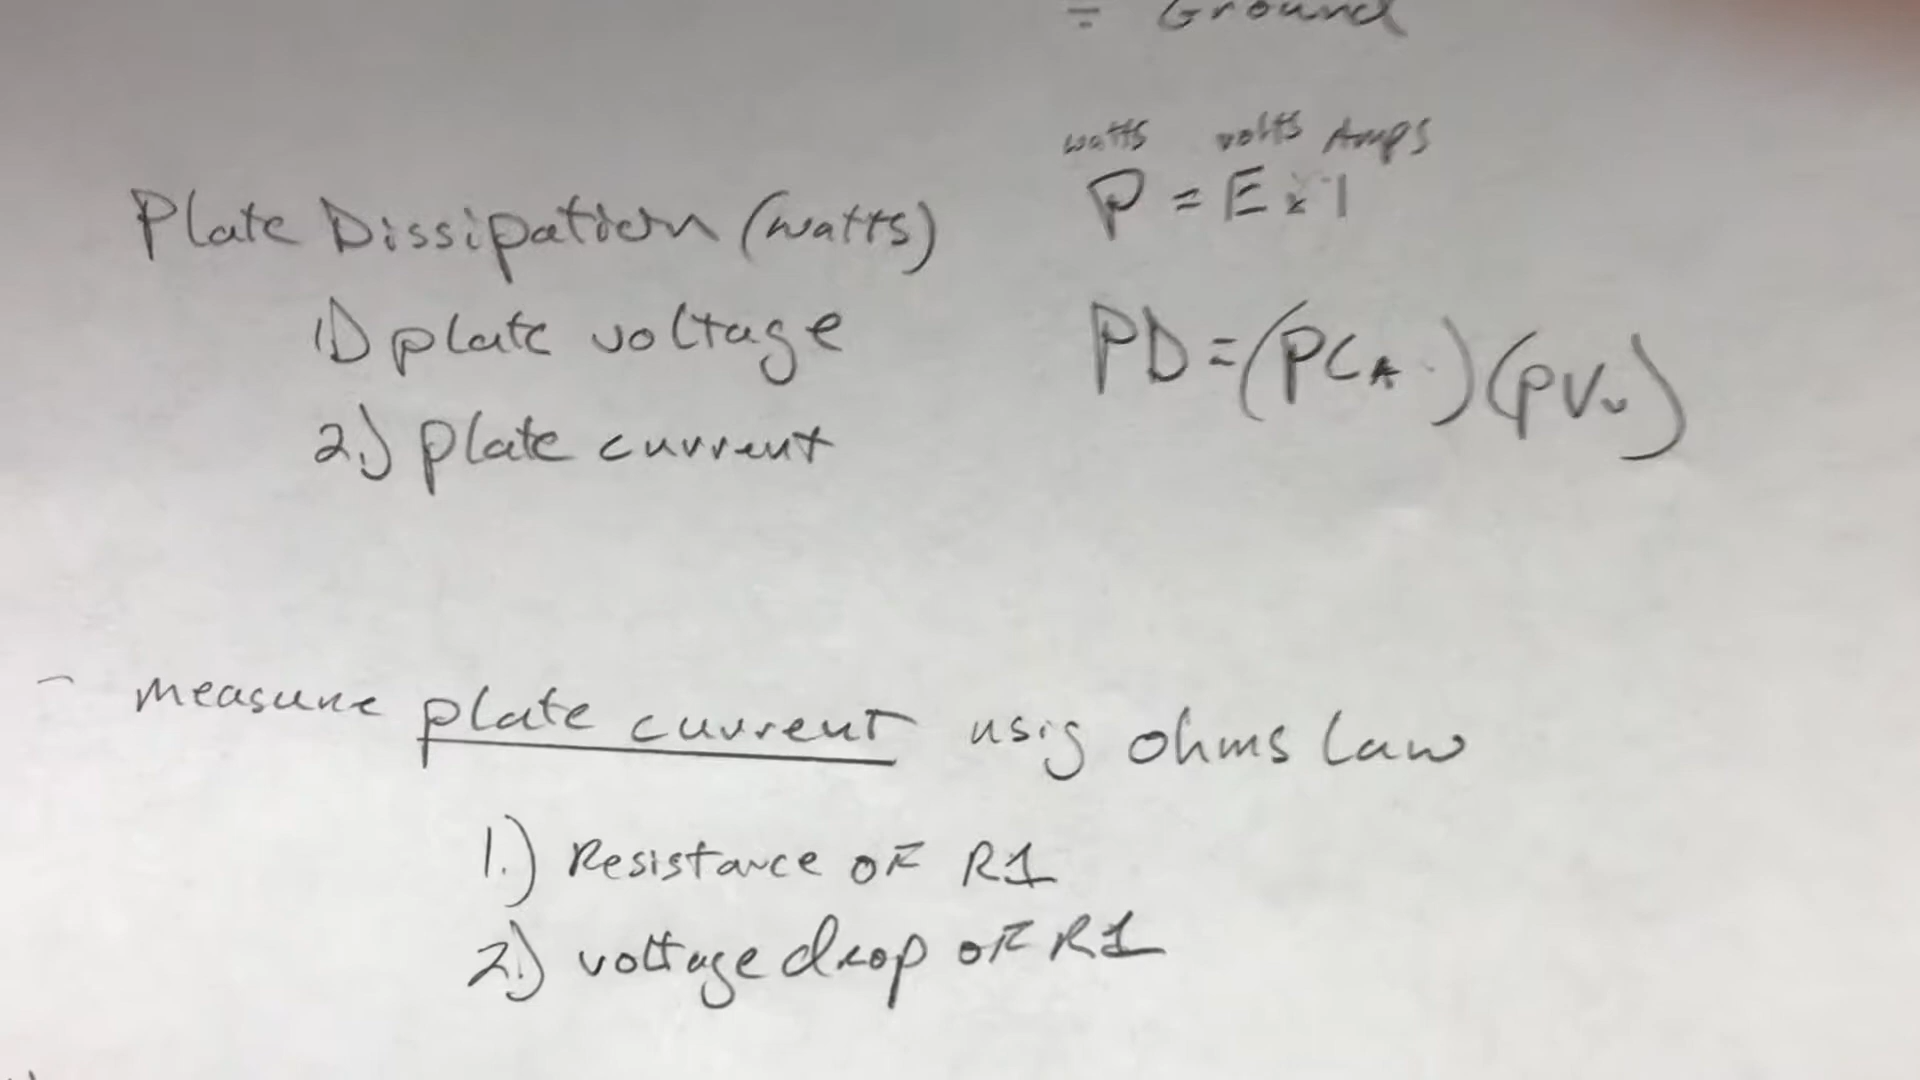 ⏚ Ground
watts volts Amps
P = E x I
Plate Dissipation (watts)
1) plate voltage
2.) plate current
PD = (PCA)(PVv)
- measure plate current usig ohms law
1.) Resistance of R1
2.) voltage drop of R1